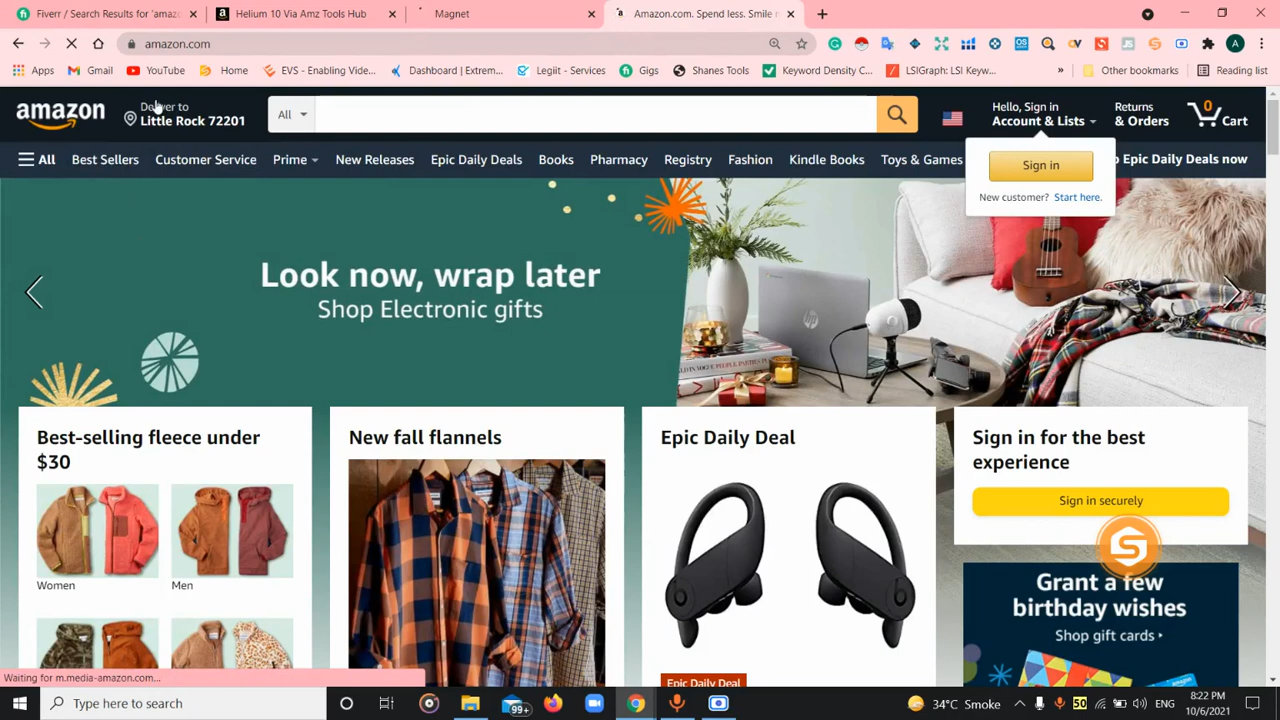 Fiverr / Search Results for 'amaz
Helium 10 Via Amz Tools Hub
Magnet
Amazon.com. Spend less. Smile m
amazon.com
A
Apps
Gmail
YouTube
Home
EVS - Enabling Vide...
Dashboard | Extrem...
Legiit - Services
Gigs
Shanes Tools
Keyword Density C...
LSIGraph: LSI Keyw...
»
Other bookmarks
Reading list
amazon
Deliver to
Little Rock 72201
All
Hello, Sign in
Account & Lists
Returns
& Orders
0
Cart
All
Best Sellers
Customer Service
Prime
New Releases
Epic Daily Deals
Books
Pharmacy
Registry
Fashion
Kindle Books
Toys & Games
p Epic Daily Deals now
Sign in
New customer? Start here.
Look now, wrap later
Shop Electronic gifts
Best-selling fleece under
$30
Women
Men
New fall flannels
Epic Daily Deal
Epic Daily Deal
Sign in for the best
experience
Sign in securely
S
Grant a few
birthday wishes
Shop gift cards
Waiting for m.media-amazon.com...
Type here to search
99+
34°C Smoke
50
ENG
8:22 PM
10/6/2021